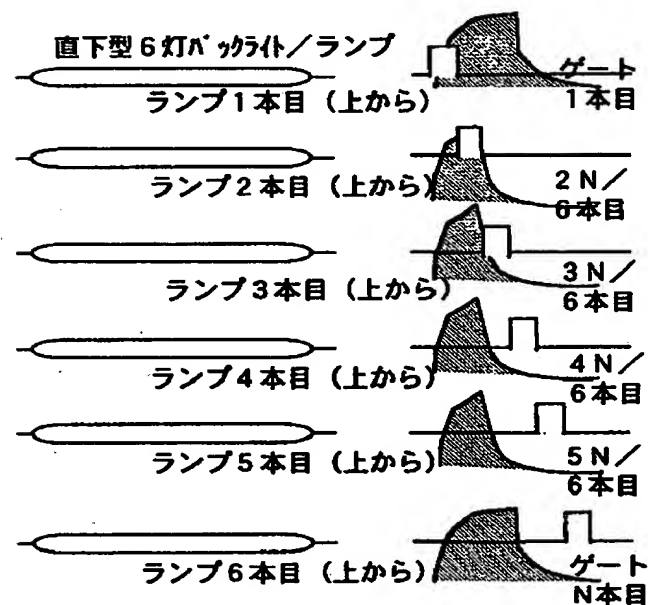 直下型6灯バックライト／ランプ
ランプ1本目（上から）
ゲート
1本目
ランプ2本目（上から）
2N／
6本目
ランプ3本目（上から）
3N／
6本目
ランプ4本目（上から）
4N／
6本目
ランプ5本目（上から）
5N／
6本目
ランプ6本目（上から）
ゲート
N本目